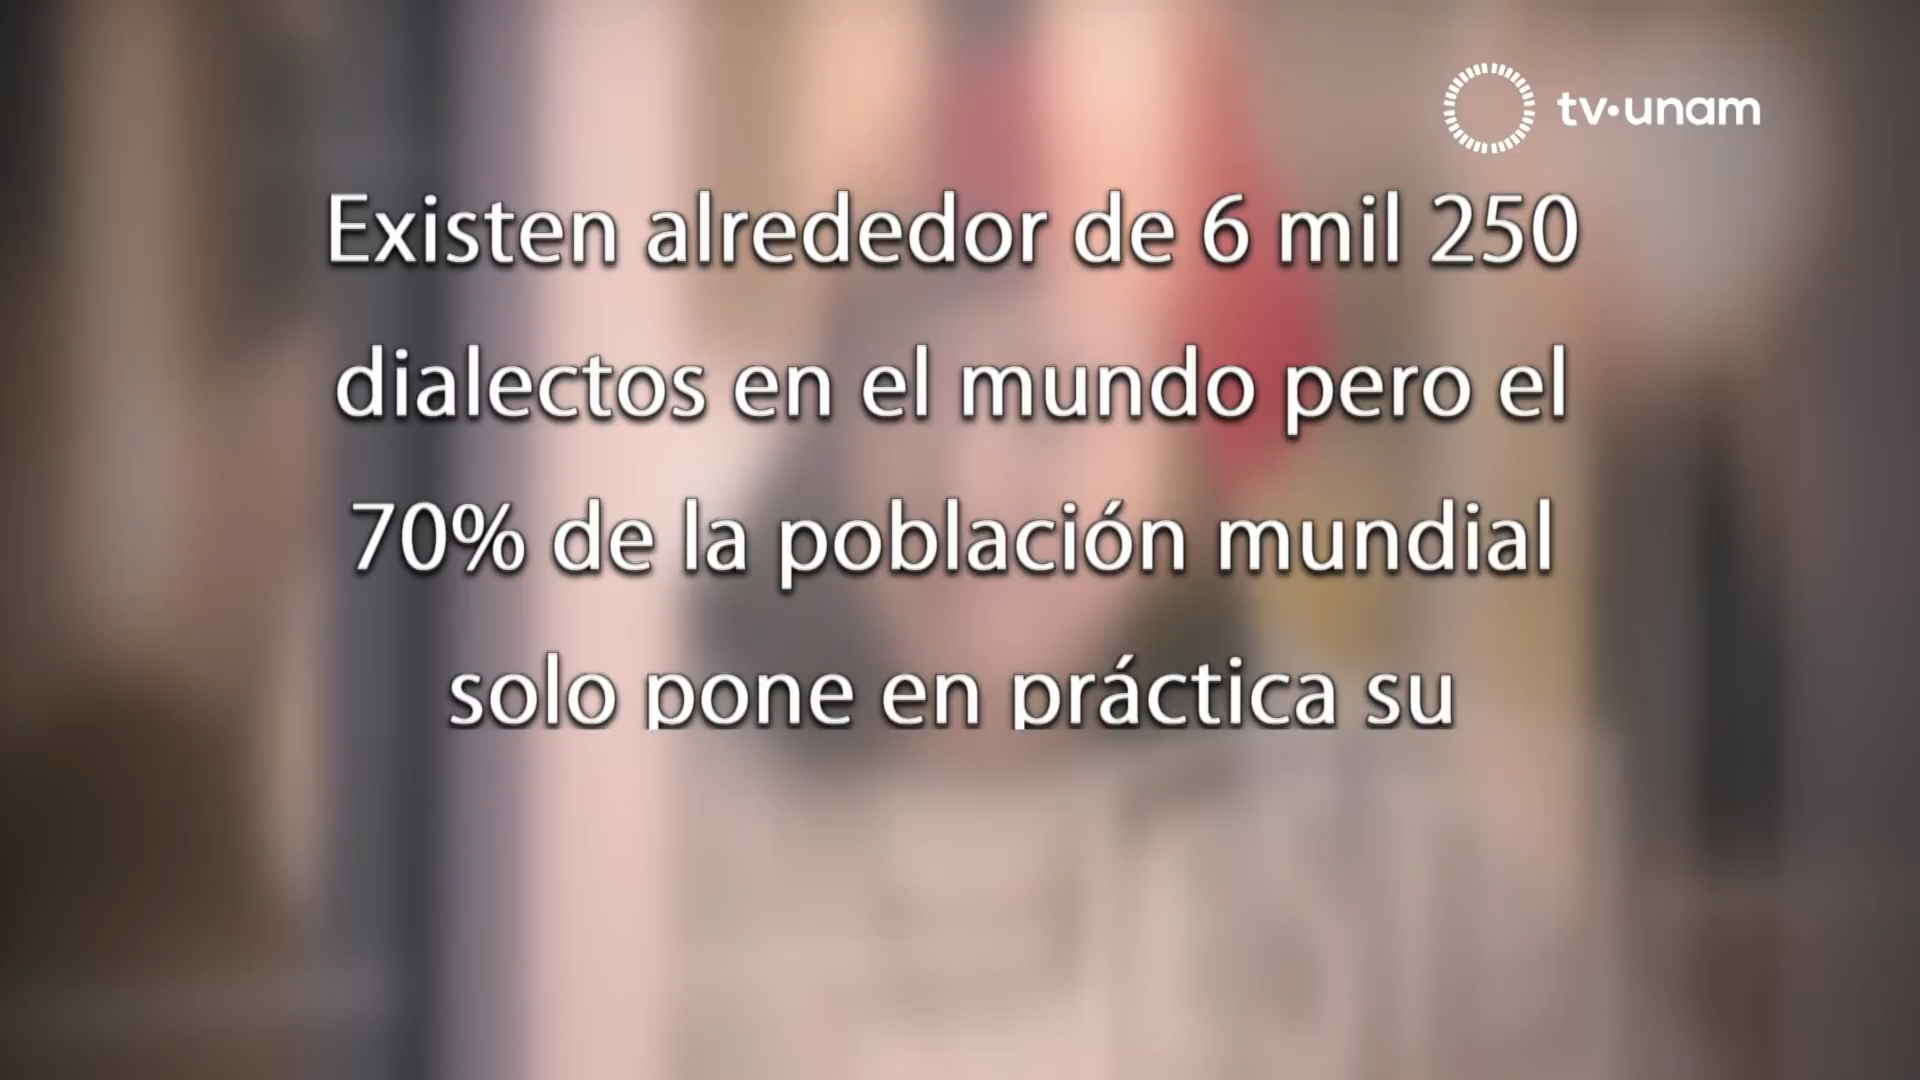 tv·unam
Existen alrededor de 6 mil 250
dialectos en el mundo pero el
70% de la población mundial
solo pone en práctica su